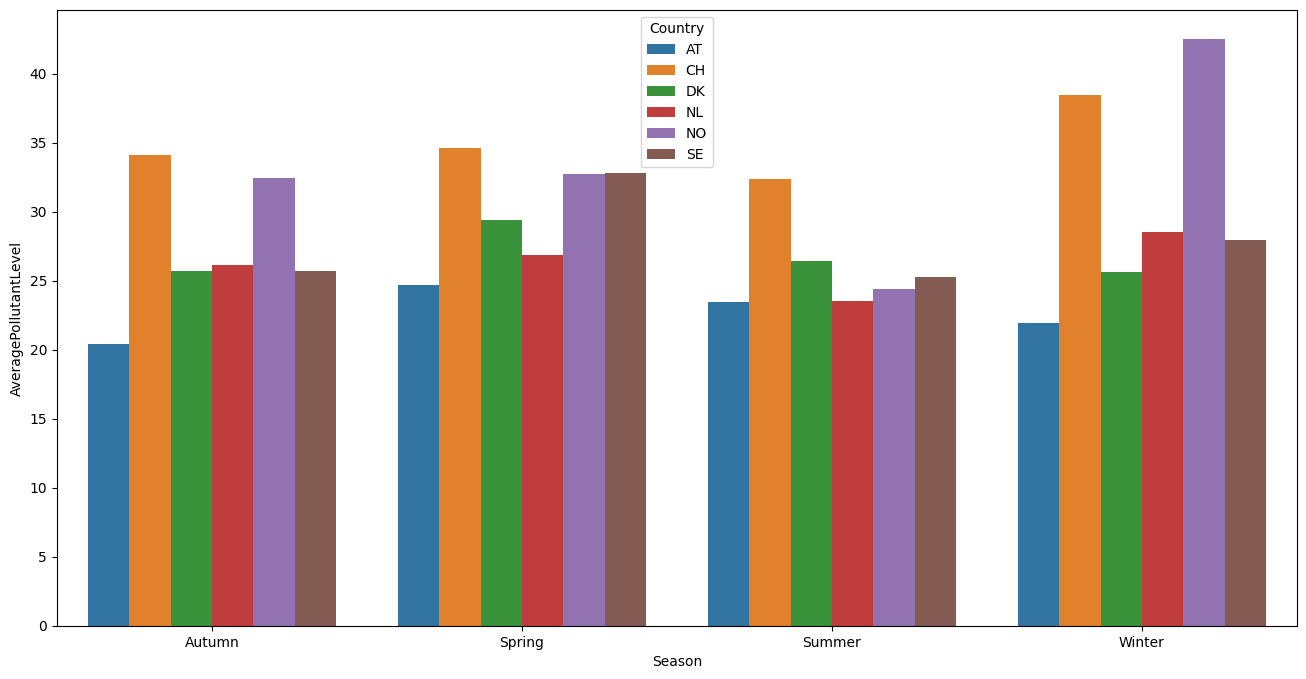 Country
AT
CH
DK
NL
NO
SE
AveragePollutantLevel
40
35
30
25
20
15
10
5
0
Autumn Spring Summer Winter
Season